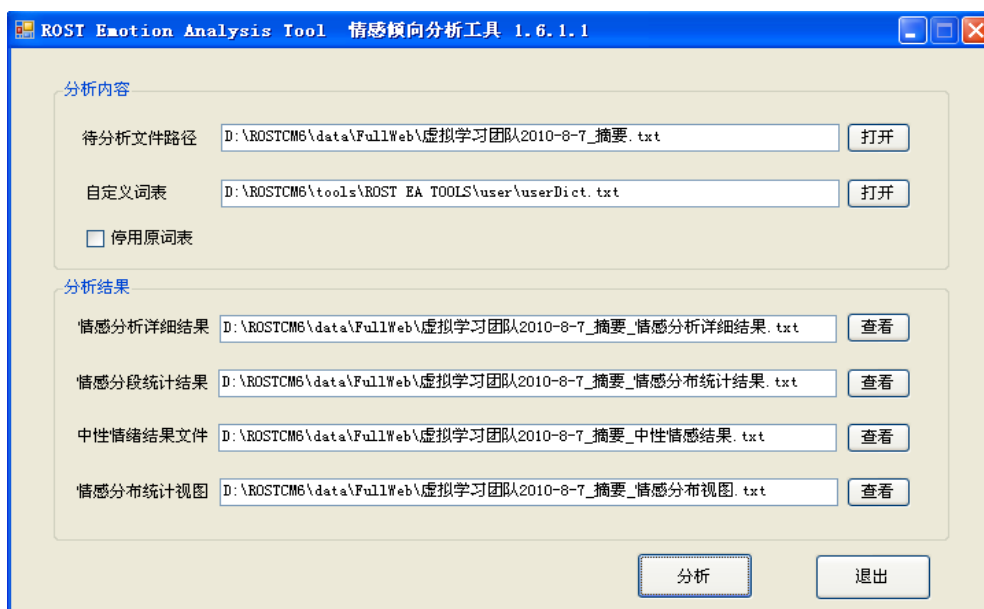 ROST Emotion Analysis Tool 情感倾向分析工具 1.6.1.1
分析内容
待分析文件路径 D:\ROSTCM6\data\FullWeb\虚拟学习团队2010-8-7_摘要.txt 打开
自定义词表 D:\ROSTCM6\tools\ROST EA TOOLS\user\userDict.txt 打开
停用原词表
分析结果
情感分析详细结果 D:\ROSTCM6\data\FullWeb\虚拟学习团队2010-8-7_摘要_情感分析详细结果.txt 查看
情感分段统计结果 D:\ROSTCM6\data\FullWeb\虚拟学习团队2010-8-7_摘要_情感分布统计结果.txt 查看
中性情绪结果文件 D:\ROSTCM6\data\FullWeb\虚拟学习团队2010-8-7_摘要_中性情感结果.txt 查看
情感分布统计视图 D:\ROSTCM6\data\FullWeb\虚拟学习团队2010-8-7_摘要_情感分布视图.txt 查看
分析 退出